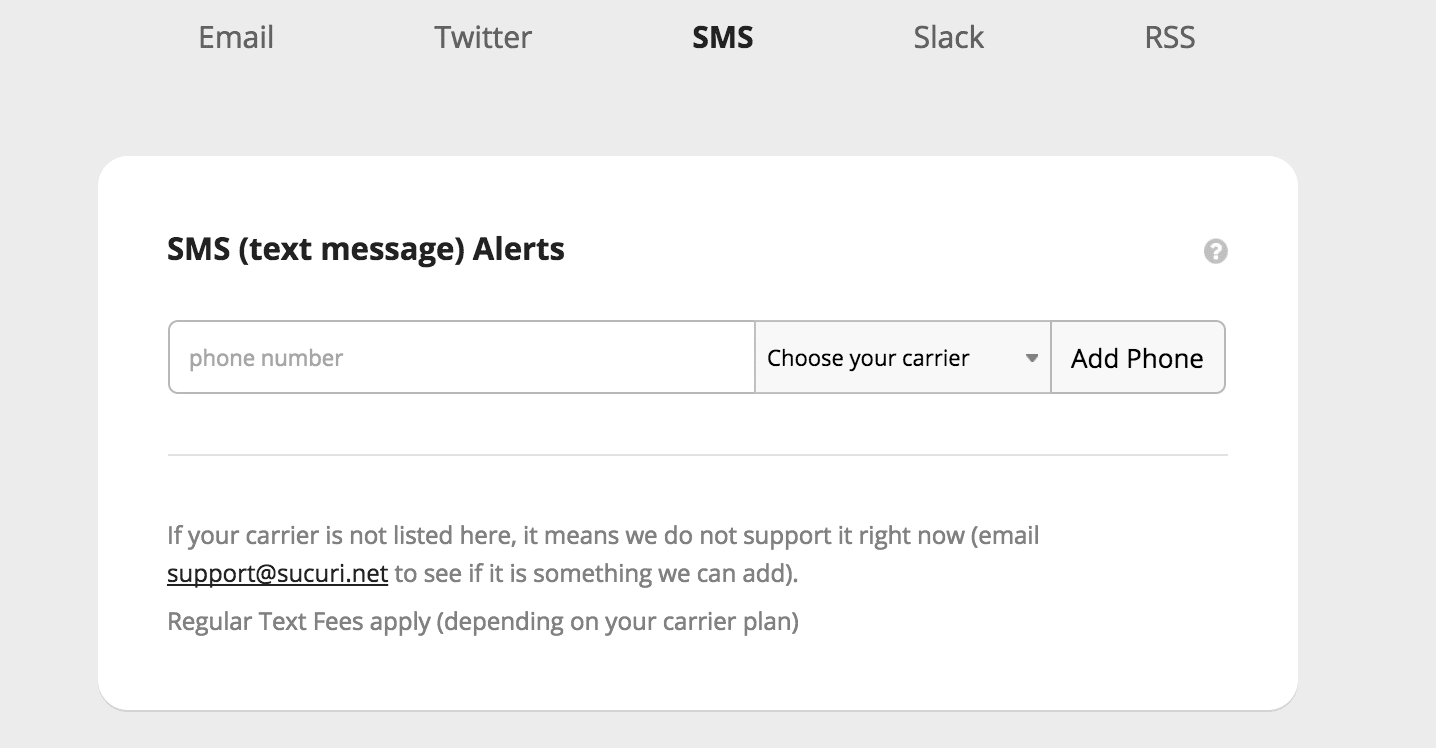 Email Twitter SMS Slack RSS
SMS (text message) Alerts
?
phone number Choose your carrier Add Phone
If your carrier is not listed here, it means we do not support it right now (email
support@sucuri.net to see if it is something we can add).
Regular Text Fees apply (depending on your carrier plan)